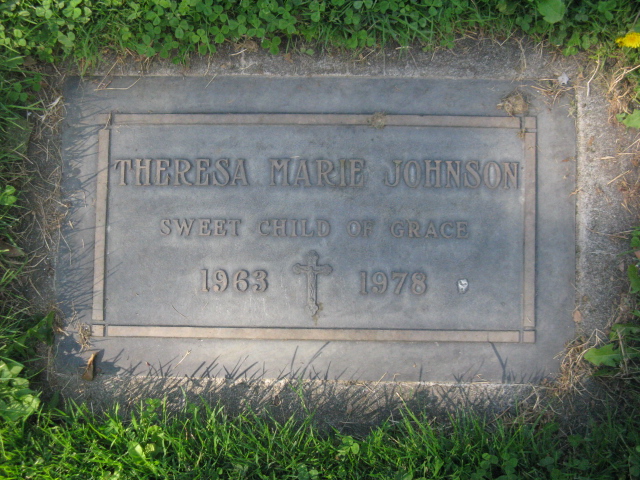 THERESA MARIE JOHNSON
SWEET CHILD OF GRACE
1963 1978